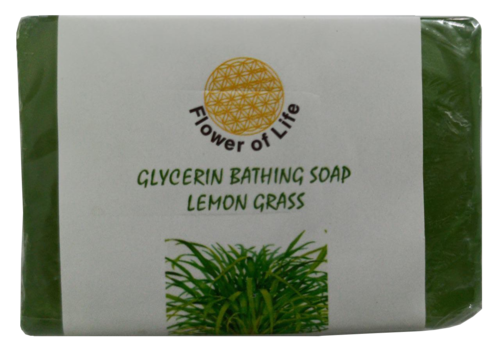 Flower of Life
GLYCERIN BATHING SOAP
LEMON GRASS